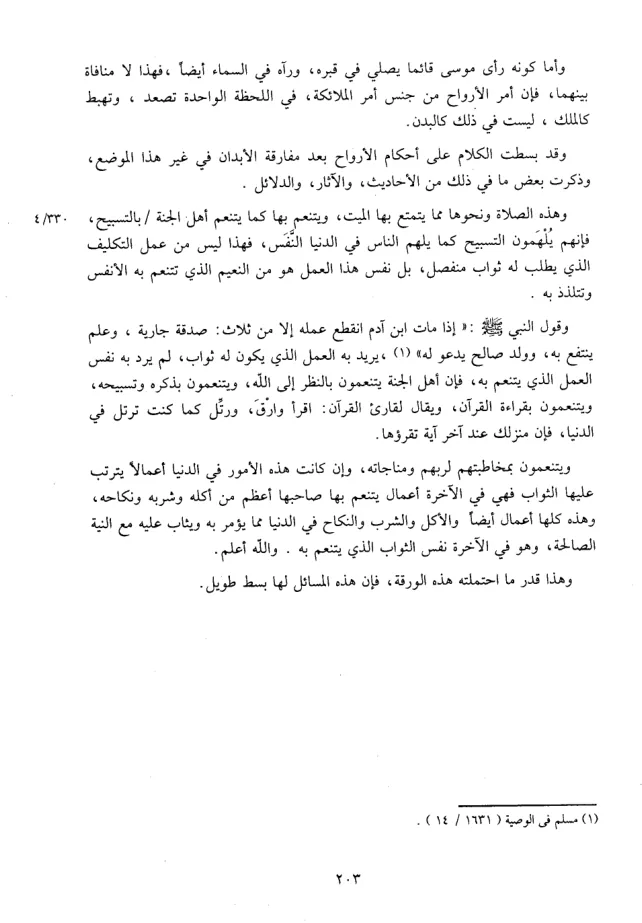 وأما كونه رأى موسى قائما يصلي في قبره، ورآه في السماء أيضاً ،فهذا لا منافاة
بينهما، فإن أمر الأرواح من جنس أمر الملائكة، في اللحظة الواحدة تصعد ، وتهبط
كالملك ، ليست في ذلك كالبدن.
وقد بسطت الكلام على أحكام الأرواح بعد مفارقة الأبدان في غير هذا الموضع،
وذكرت بعض ما في ذلك من الأحاديث، والآثار، والدلائل .
وهذه الصلاة ونحوها مما يتمتع بها الميت، ويتنعم بها كما يتنعم أهل الجنة / بالتسبيح، ٤/٣٣٠
فإنهم يُلْهَمون التسبيح كما يلهم الناس في الدنيا النَّفَس، فهذا ليس من عمل التكليف
الذي يطلب له ثواب منفصل، بل نفس هذا العمل هو من النعيم الذي تتنعم به الأنفس
وتتلذذ به .
وقول النبي ﷺ :« إذا مات ابن آدم انقطع عمله إلا من ثلاث: صدقة جارية ، وعلم
ينتفع به، وولد صالح يدعو له» (١) ،يريد به العمل الذي يكون له ثواب، لم يرد به نفس
العمل الذي يتنعم به، فإن أهل الجنة يتنعمون بالنظر إلى اللّه، ويتنعمون بذكره وتسبيحه،
ويتنعمون بقراءة القرآن، ويقال لقارئ القرآن: اقرأ وارْقَ، ورتِّل كما كنت ترتل في
الدنيا، فإن منزلك عند آخر آية تقرؤها.
ويتنعمون بمخاطبتهم لربهم ومناجاته، وإن كانت هذه الأمور في الدنيا أعمالاً يترتب
عليها الثواب فهي في الآخرة أعمال يتنعم بها صاحبها أعظم من أكله وشربه ونكاحه،
وهذه كلها أعمال أيضاً والأكل والشرب والنكاح في الدنيا مما يؤمر به ويثاب عليه مع النية
الصالحة، وهو في الآخرة نفس الثواب الذي يتنعم به . واللّه أعلم.
وهذا قدر ما احتملته هذه الورقة، فإن هذه المسائل لها بسط طويل.
(١) مسلم فى الوصية ( ١٦٣١ / ١٤ ) .
٢٠٣